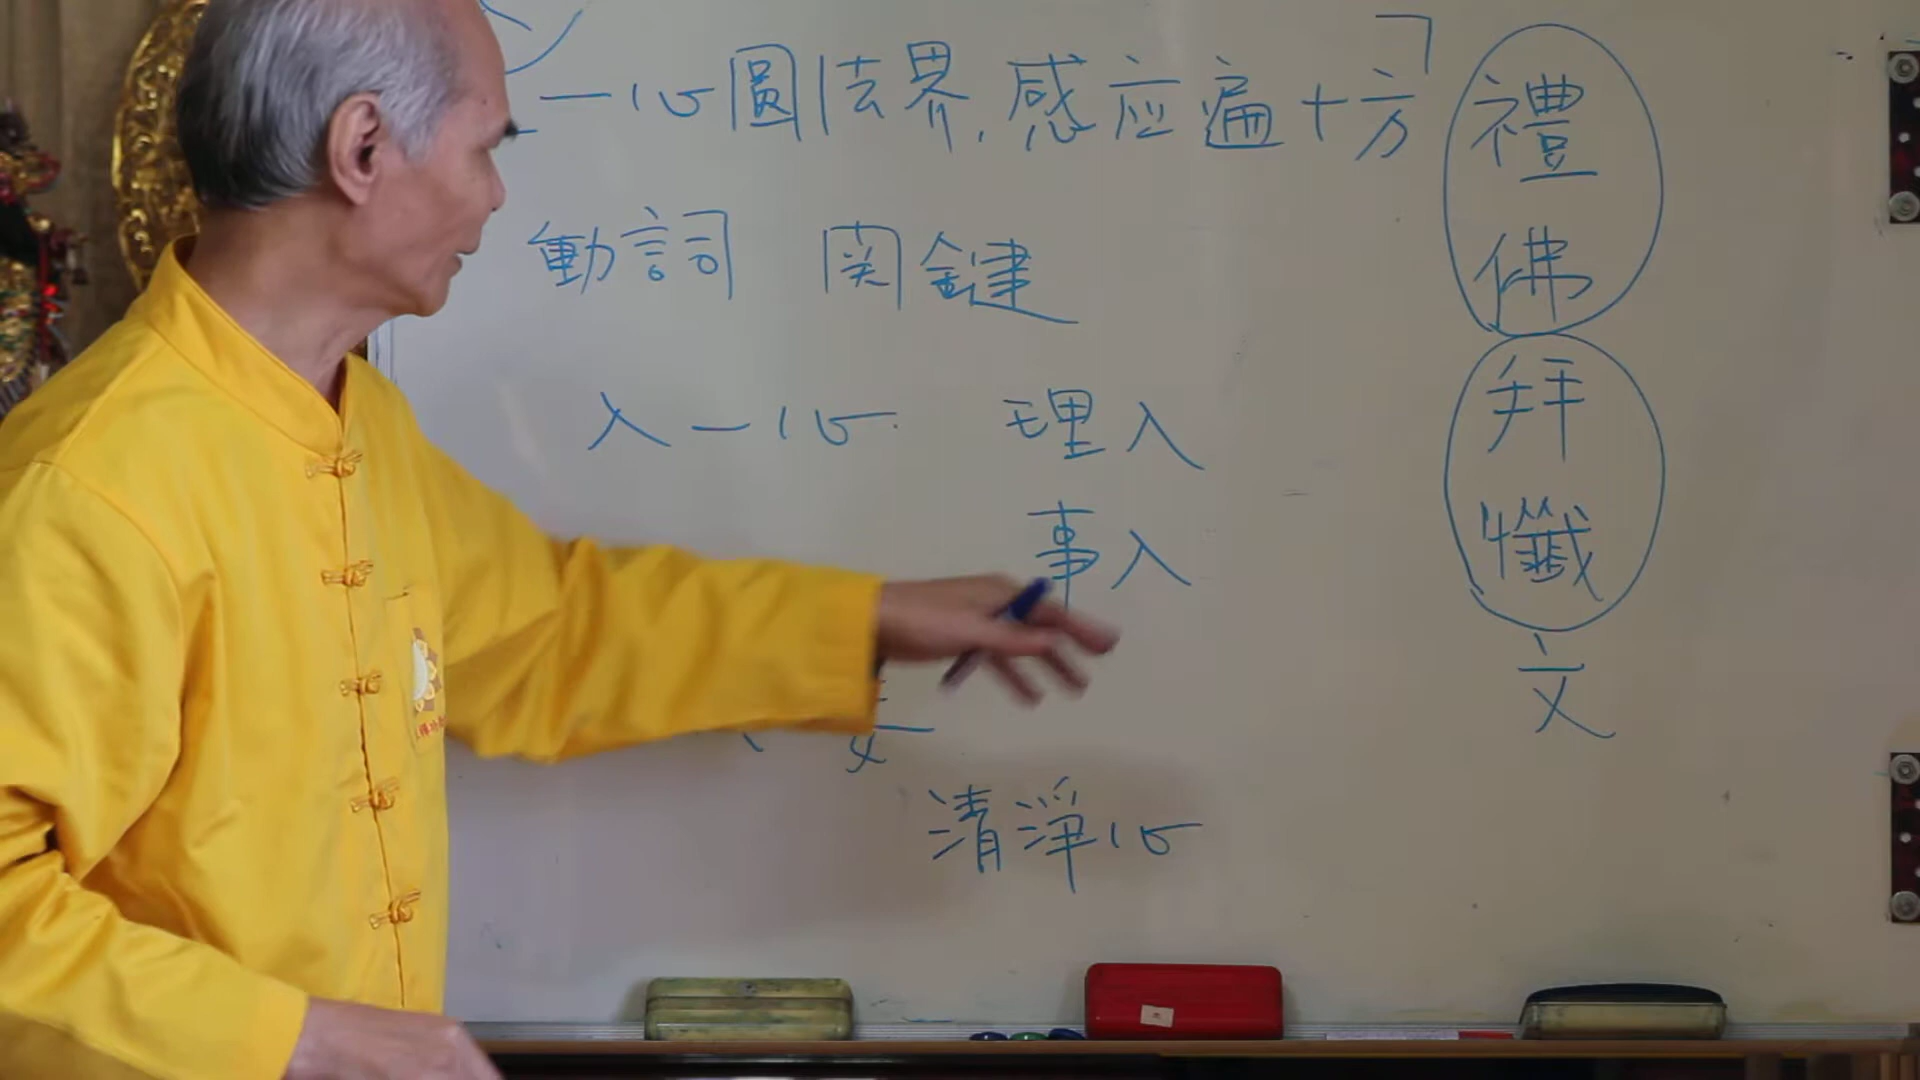 一心圓法界,感应遍十方」
動詞 関鍵
入一心 理入
事入
清淨心
禮佛拜懺文